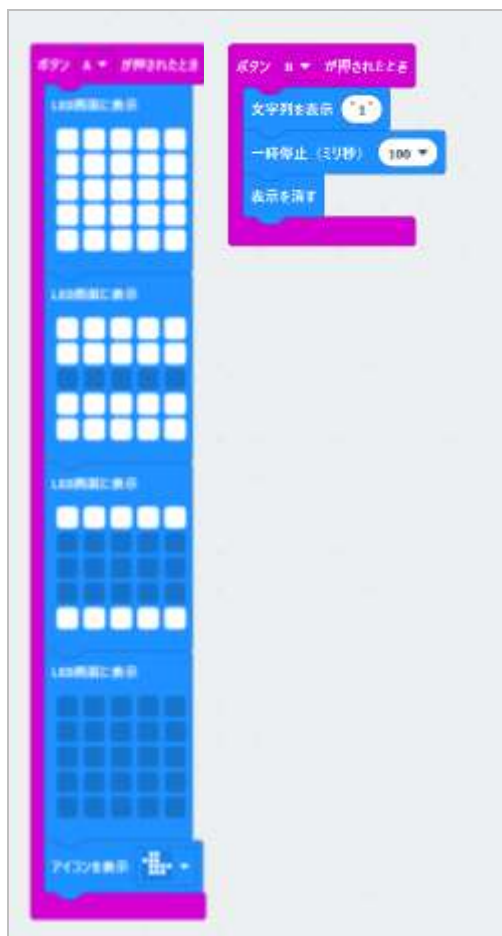 ボタン A が押されたとき
LED画面に表示
LED画面に表示
LED画面に表示
LED画面に表示
アイコンを表示
ボタン B が押されたとき
文字列を表示 "1"
一時停止（ミリ秒） 100
表示を消す